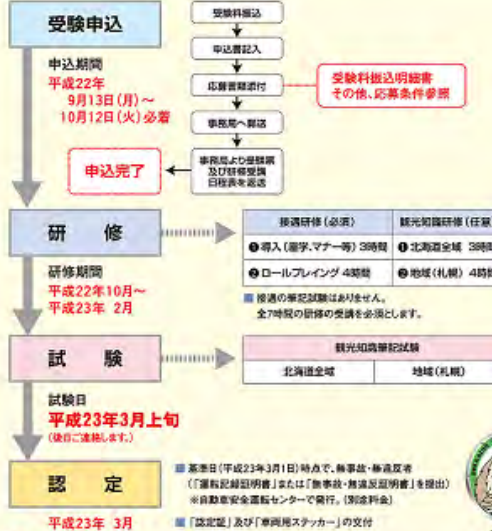 受験申込
申込期間
平成22年
9月13日(月)~
10月12日(火)必着
受験料振込
申込書記入
応募書類添付
受験料振込明細書
その他、応募条件参照
事務局へ郵送
事務局より受験票
及び研修受講
日程表を返送
申込完了
研 修
研修期間
平成22年10月~
平成23年 2月
接遇研修(必須)
観光知識研修(任意
❶導入(座学、マナー等) 3時間
❶北海道全域 3時間
❷ロールプレイング 4時間
❷地域(札幌) 4時間
■ 接遇の筆記試験はありません。
全7時間の研修の受講を必須とします。
試 験
試験日
平成23年3月上旬
(後日ご連絡します。)
観光知識筆記試験
北海道全域
地域(札幌)
認 定
平成23年 3月
■ 基準日(平成23年3月1日)時点で、無事故・無違反者
(「運転記録証明書」または「無事故・無違反証明書」を提出)
※自動車安全運転センターで発行。(別途料金)
■ 「認定証」及び「車両用ステッカー」の交付